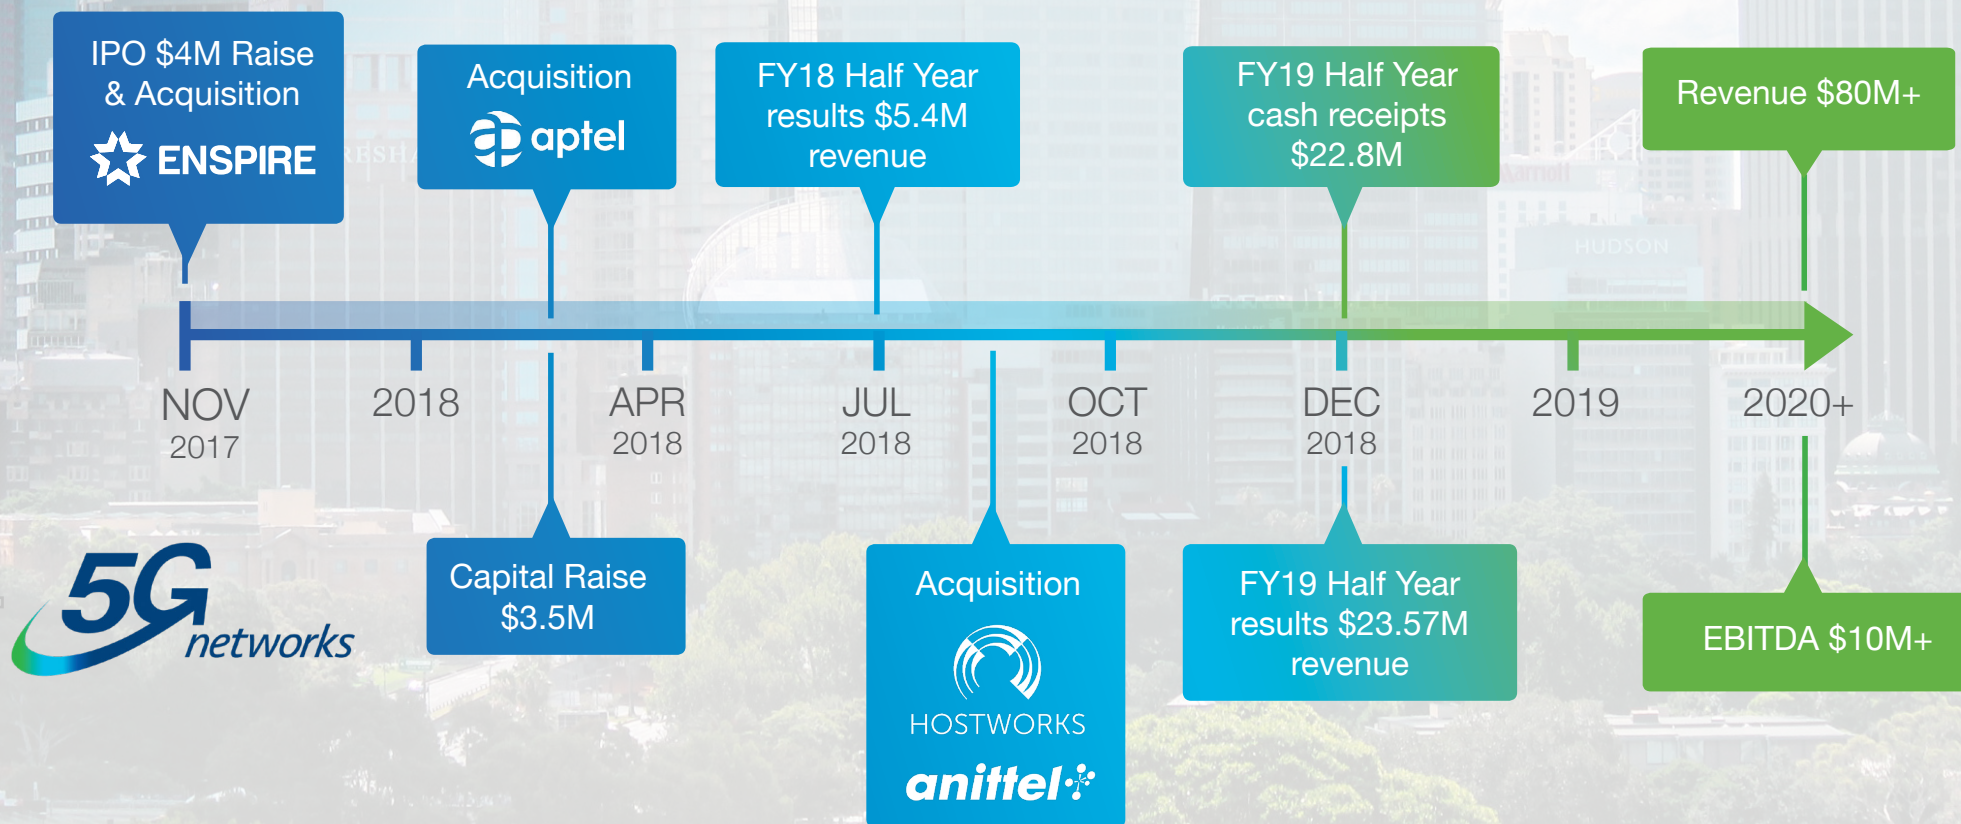 IPO $4M Raise
& Acquisition
ENSPIRE
Acquisition
aptel
FY18 Half Year
results $5.4M
revenue
FY19 Half Year
cash receipts
$22.8M
Revenue $80M+
HUDSON
NOV
2017
2018
APR
2018
JUL
2018
OCT
2018
DEC
2018
2019
2020+
5G
networks
Capital Raise
$3.5M
Acquisition
HOSTWORKS
anittel
FY19 Half Year
results $23.57M
revenue
EBITDA $10M+